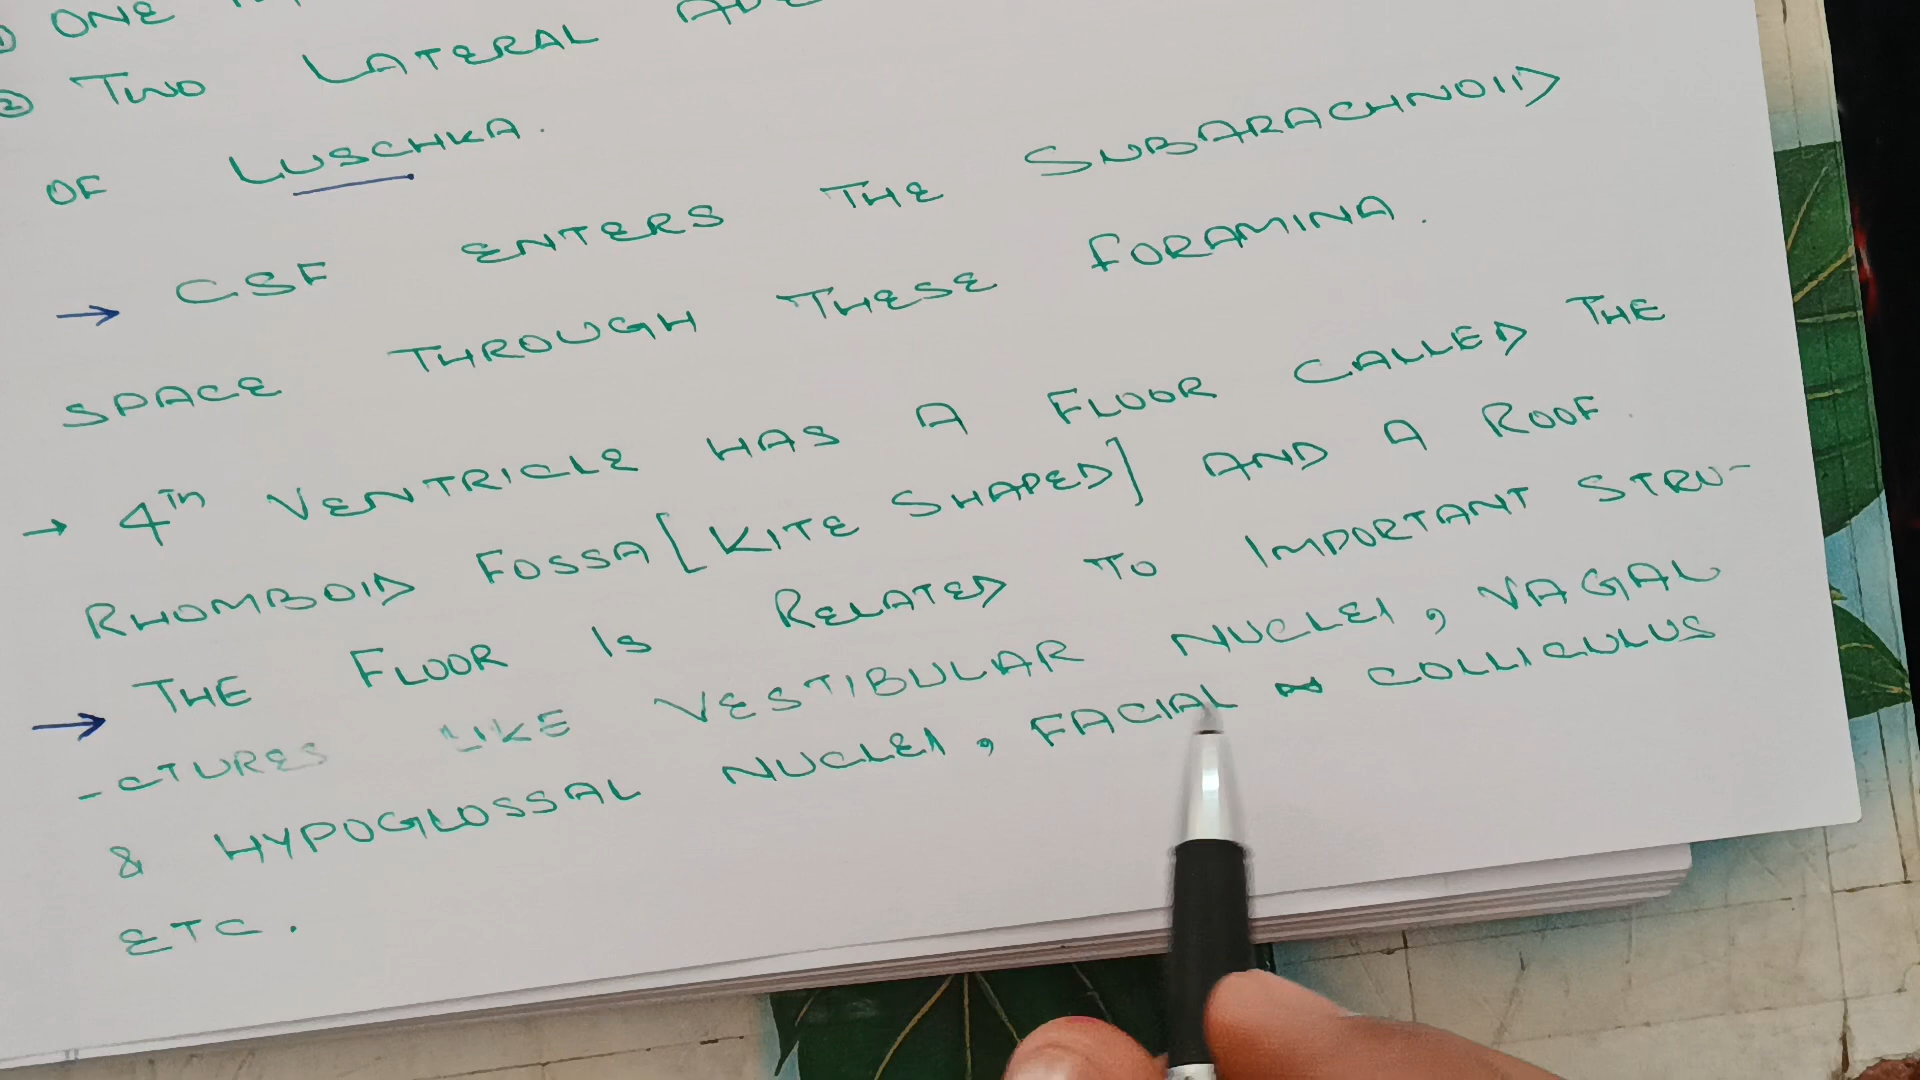 ① ONE
② TWO LATERAL
OF LUSCHKA.
→ CSF ENTERS THE SUBARACHNOID
SPACE THROUGH THESE FORAMINA.
→ 4TH VENTRICLE HAS A FLOOR CALLED THE
RHOMBOID FOSSA [KITE SHAPED] AND A ROOF.
→ THE FLOOR IS RELATED TO IMPORTANT STRU-
-CTURES LIKE VESTIBULAR NUCLEI, VAGAL
& HYPOGLOSSAL NUCLEI, FACIAL COLLICULUS
ETC.